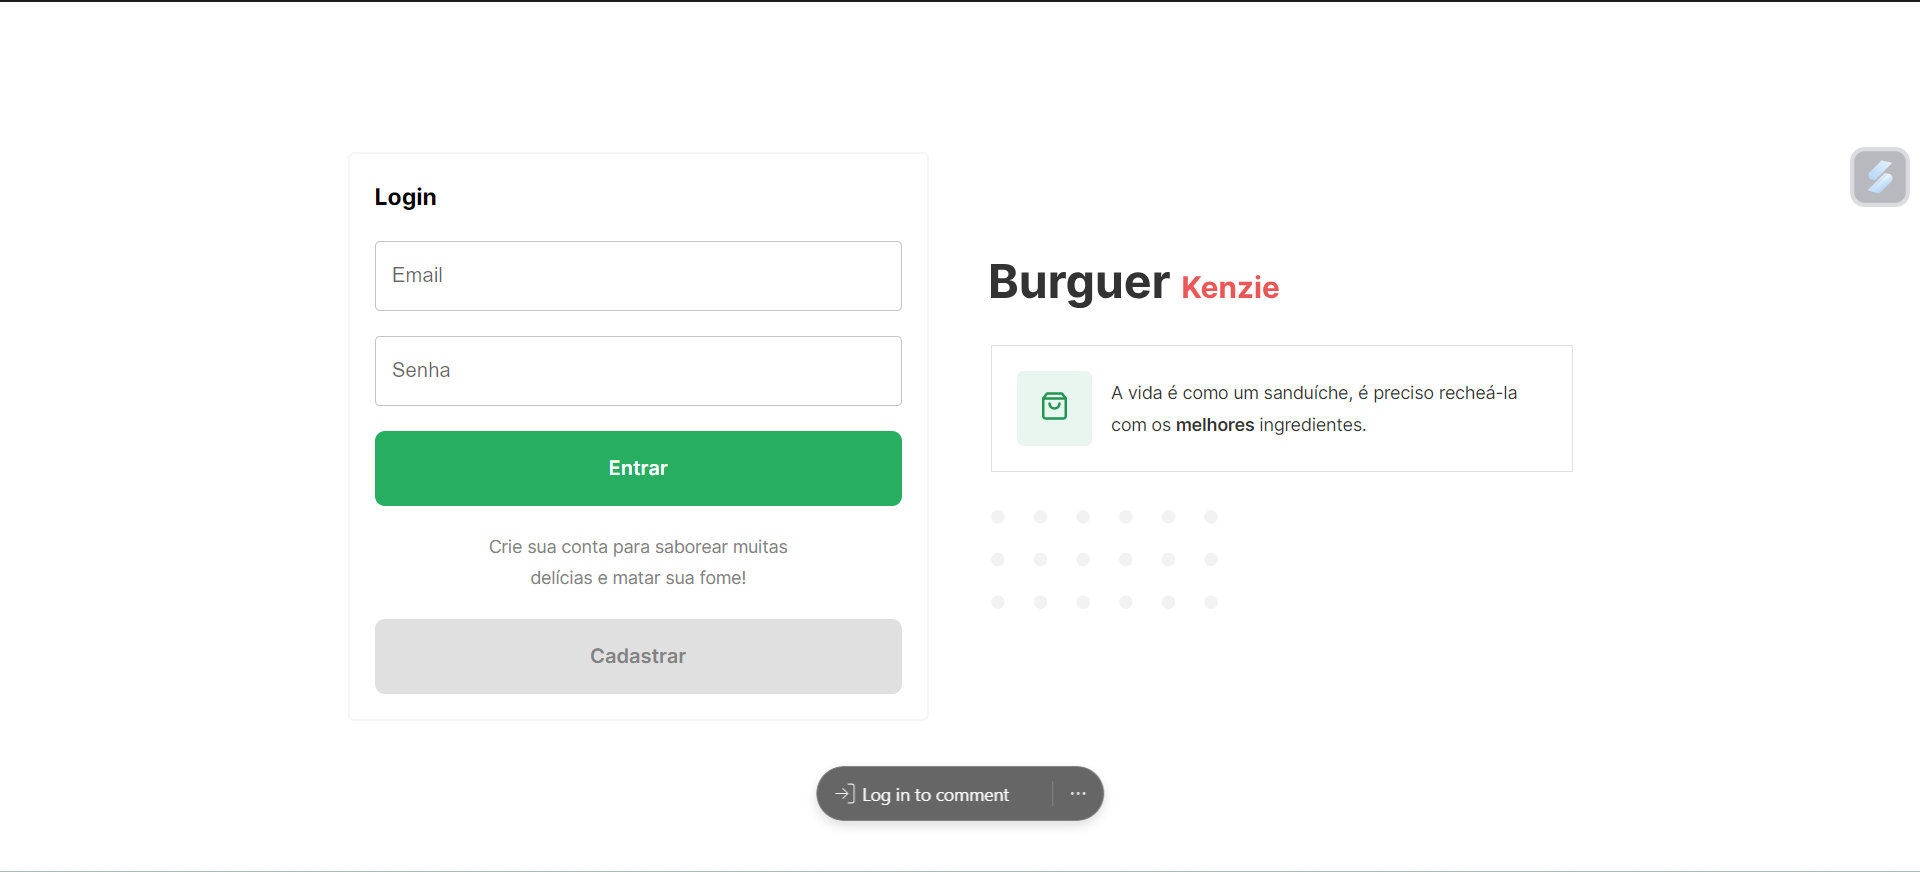 Login
Email
Senha
Entrar
Crie sua conta para saborear muitas
delícias e matar sua fome!
Cadastrar
Burguer Kenzie
A vida é como um sanduíche, é preciso recheá-la
com os melhores ingredientes.
Log in to comment